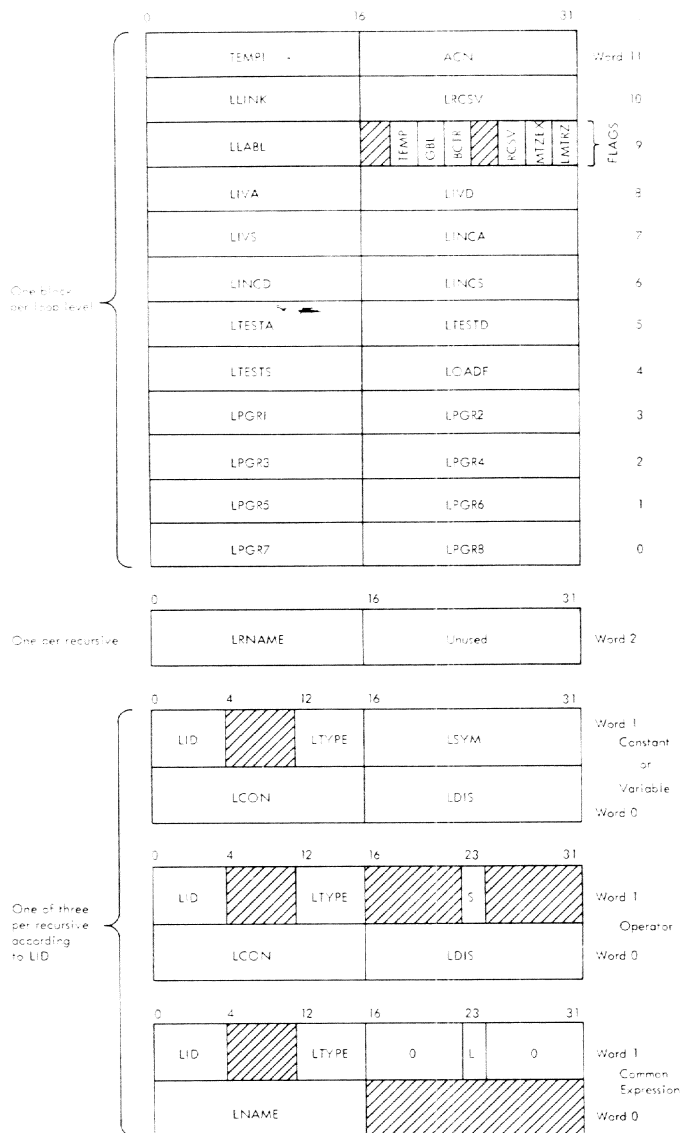 0 16 31
TEMP1 ACN Word 11
LLINK LRCSV 10
LLABL TEMP GBL BCTR RCSV MTZEX LMTRZ FLAGS 9
LIVA LIVD 8
LIVS LINCA 7
One block
per loop level
LINCD LINCS 6
LTESTA LTESTD 5
LTESTS LOADF 4
LPGR1 LPGR2 3
LPGR3 LPGR4 2
LPGR5 LPGR6 1
LPGR7 LPGR8 0
0 16 31
One per recursive LRNAME Unused Word 2
0 4 12 16 31
LID LTYPE LSYM Word 1
Constant
or
Variable
LCON LDIS Word 0
0 4 12 16 23 31
LID LTYPE S Word 1
One of three
per recursive
according
to LID
Operator
LCON LDIS Word 0
0 4 12 16 23 31
LID LTYPE 0 L 0 Word 1
Common
Expression
LNAME Word 0